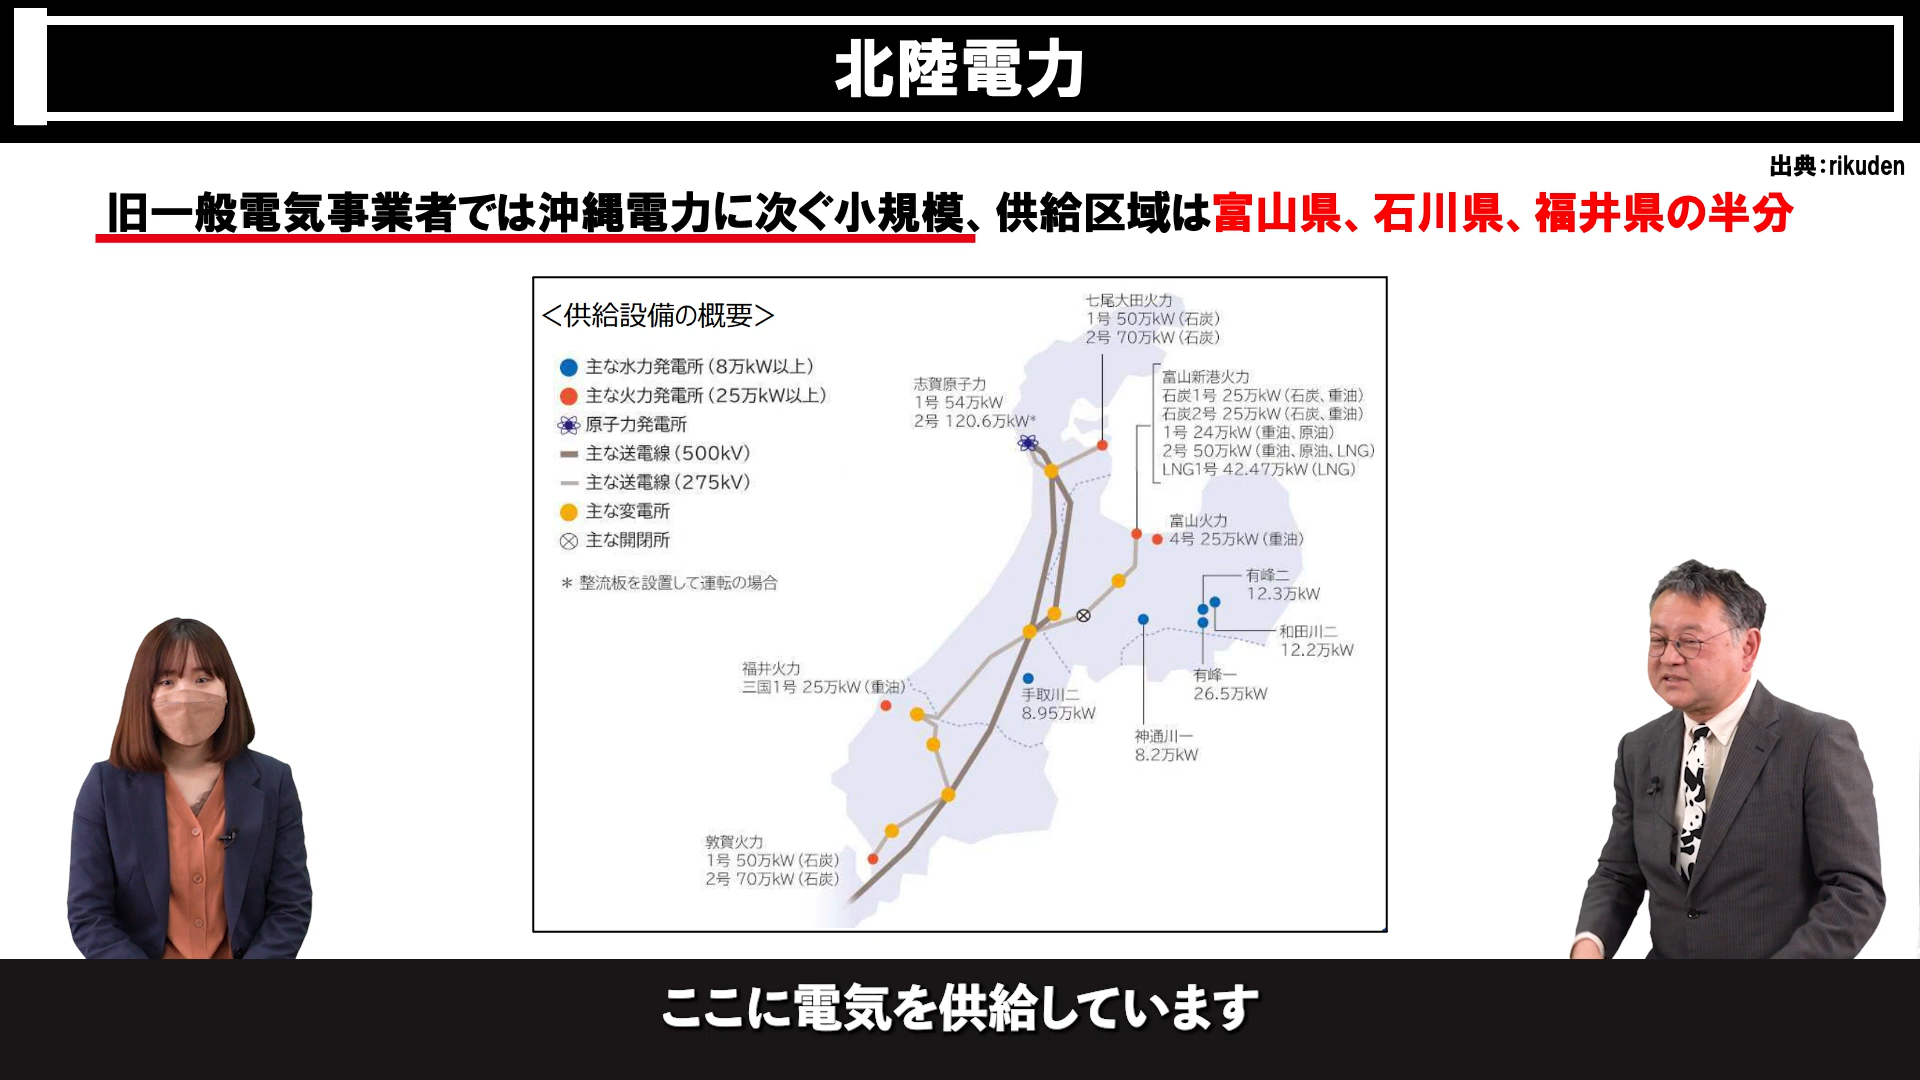 北陸電力
出典：rikuden
旧一般電気事業者では沖縄電力に次ぐ小規模、供給区域は富山県、石川県、福井県の半分
＜供給設備の概要＞
主な水力発電所（8万kW以上）
主な火力発電所（25万kW以上）
原子力発電所
主な送電線（500kV）
主な送電線（275kV）
主な変電所
主な開閉所
＊ 整流板を設置して運転の場合
七尾大田火力
1号 50万kW（石炭）
2号 70万kW（石炭）
志賀原子力
1号 54万kW
2号 120.6万kW*
富山新港火力
石炭1号 25万kW（石炭、重油）
石炭2号 25万kW（石炭、重油）
1号 24万kW（重油、原油）
2号 50万kW（重油、原油、LNG）
LNG1号 42.47万kW（LNG）
富山火力
4号 25万kW（重油）
有峰二
12.3万kW
和田川二
12.2万kW
有峰一
26.5万kW
福井火力
三国1号 25万kW（重油）
手取川二
8.95万kW
神通川一
8.2万kW
敦賀火力
1号 50万kW（石炭）
2号 70万kW（石炭）
ここに電気を供給しています